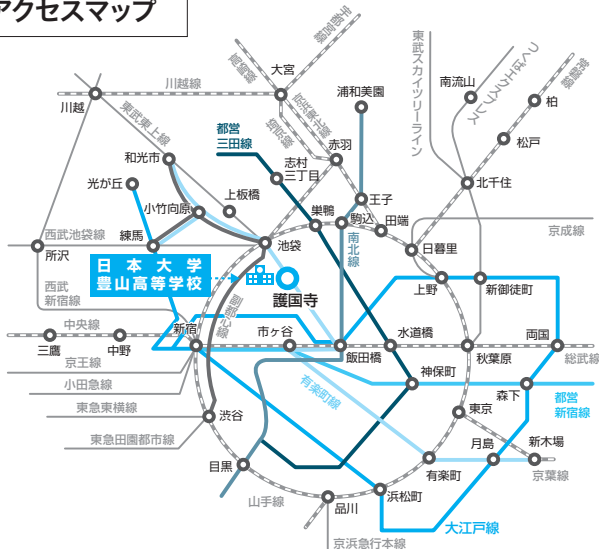 アクセスマップ
宇都宮線
高崎線
大宮
川越線
川越
京浜東北線
埼京線
浦和美園
東武スカイツリーライン
つくばエクスプレス
常磐線
南流山
柏
松戸
東武東上線
都営
三田線
赤羽
和光市
志村
三丁目
光が丘
上板橋
北千住
王子
小竹向原
巣鴨
駒込
田端
京成線
西武池袋線
練馬
池袋
南北線
日暮里
所沢
日本大学
豊山高等学校
護国寺
上野
新御徒町
西武
新宿線
副都心線
中央線
新宿
市ヶ谷
水道橋
両国
三鷹
中野
飯田橋
秋葉原
総武線
京王線
神保町
小田急線
有楽町線
森下
都営
新宿線
東急東横線
渋谷
東京
東急田園都市線
月島
新木場
目黒
有楽町
京葉線
山手線
品川
浜松町
大江戸線
京浜急行本線